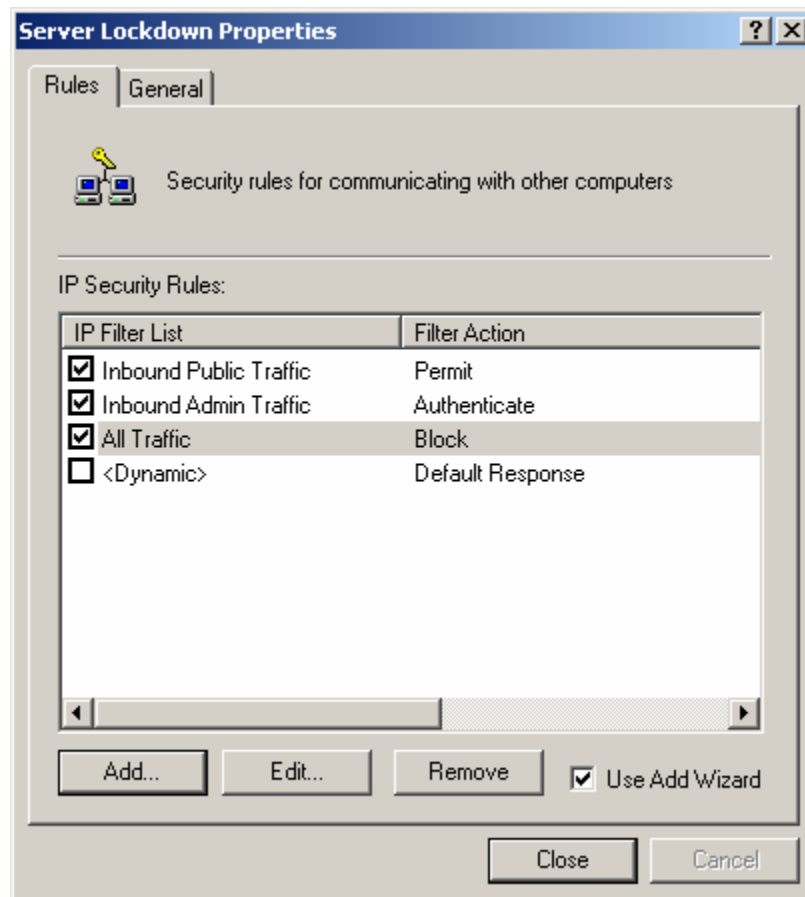 Server Lockdown Properties
Rules General
Security rules for communicating with other computers
IP Security Rules:
IP Filter List Filter Action
Inbound Public Traffic Permit
Inbound Admin Traffic Authenticate
All Traffic Block
<Dynamic> Default Response
Add... Edit... Remove Use Add Wizard
Close Cancel